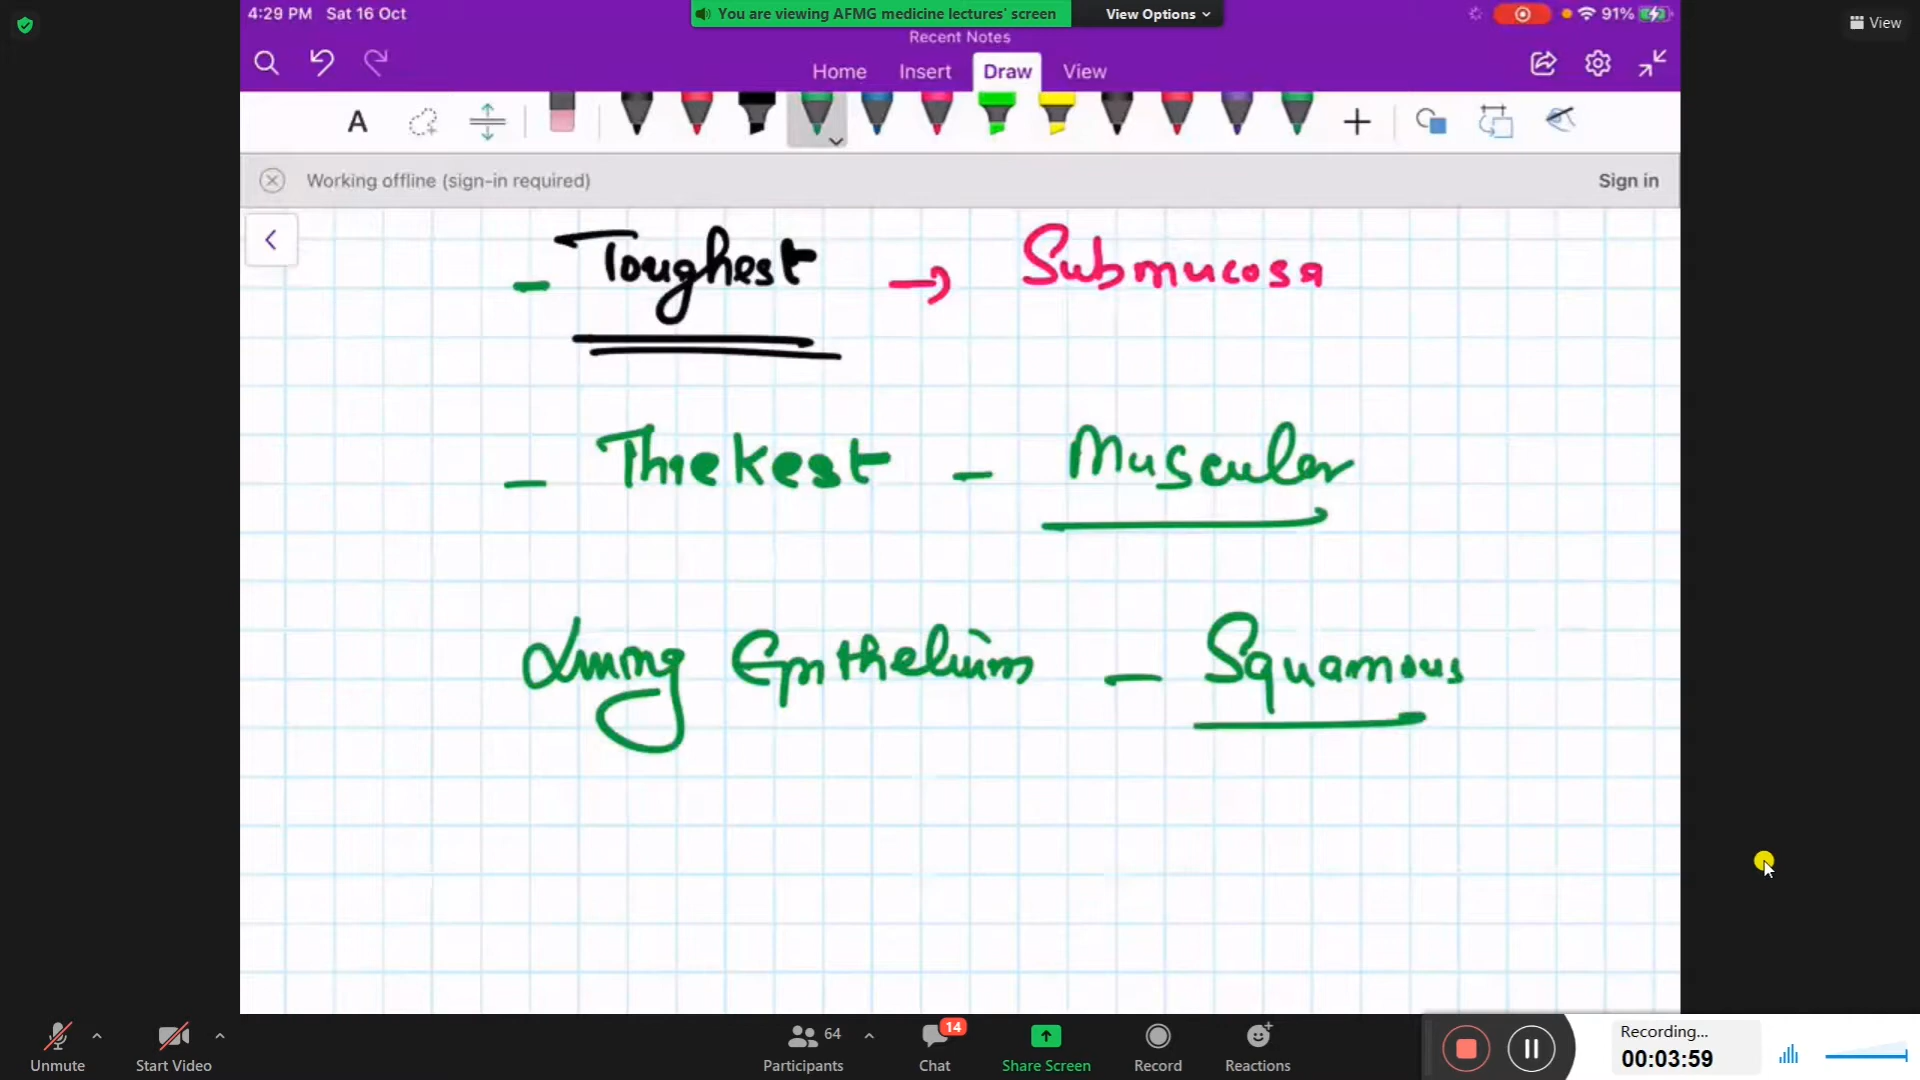 4:29 PM Sat 16 Oct
You are viewing AFMG medicine lectures' screen
View Options
91%
View
Recent Notes
Home Insert Draw View
A
Working offline (sign-in required)
Sign in
- Toughest → Submucosa
- Thickest - Muscular
Lining Epithelium - Squamous
64
14
Recording...
00:03:59
Unmute
Start Video
Participants
Chat
Share Screen
Record
Reactions